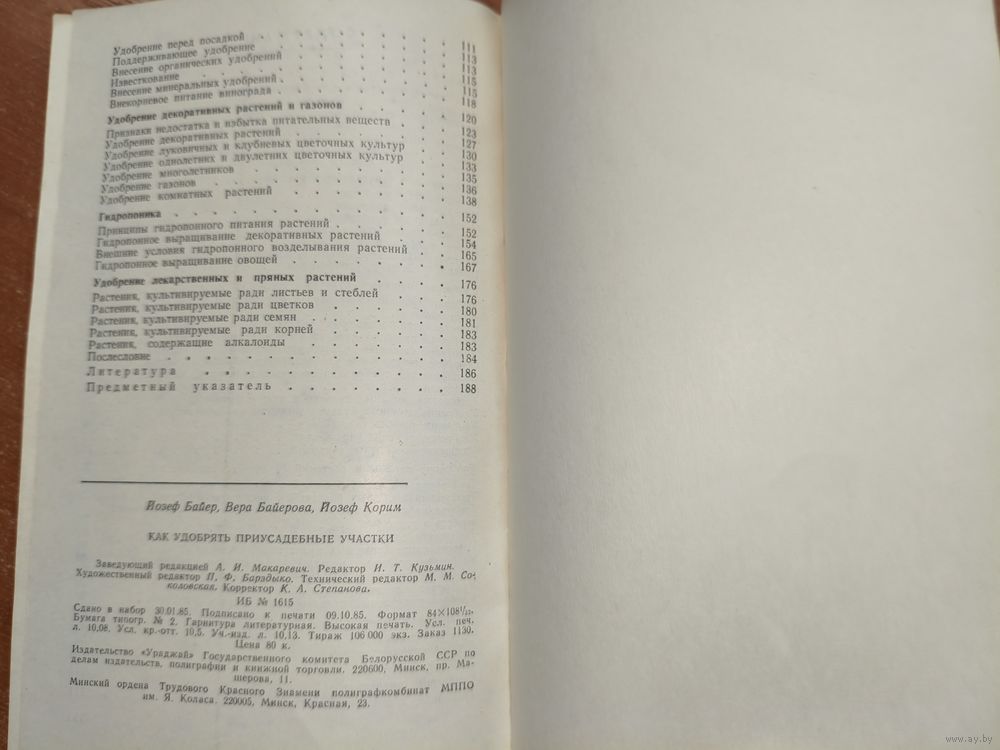 Удобрение перед посадкой . . . . . . . . . 111
Поддерживающее удобрение . . . . . . . . 113
Внесение органических удобрений . . . . . . 113
Известкование . . . . . . . . . . 115
Внесение минеральных удобрений . . . . . . . 115
Внекорневое питание винограда . . . . . . . 118
Удобрение декоративных растений и газонов . . . . 120
Признаки недостатка и избытка питательных веществ . . . 123
Удобрение декоративных растений . . . . . . 127
Удобрение луковичных и клубневых цветочных культур . . 130
Удобрение однолетних и двулетних цветочных культур . . 133
Удобрение многолетников . . . . . . . . 135
Удобрение газонов . . . . . . . . . 136
Удобрение комнатных растений . . . . . . . 138
Гидропоника . . . . . . . . . . . 152
Принципы гидропонного питания растений . . . . . 152
Гидропонное выращивание декоративных растений . . . 154
Внешние условия гидропонного возделывания растений . . 165
Гидропонное выращивание овощей . . . . . . 167
Удобрение лекарственных и пряных растений . . . . 176
Растения, культивируемые ради листьев и стеблей . . . 176
Растения, культивируемые ради цветков . . . . . 180
Растения, культивируемые ради семян . . . . . . 181
Растения, культивируемые ради корней . . . . . 183
Растения, содержащие алкалоиды . . . . . . 183
Послесловие . . . . . . . . . . . 184
Литература . . . . . . . . . . 186
Предметный указатель . . . . . . . 188
Йозеф Байер, Вера Байерова, Йозеф Корим
КАК УДОБРЯТЬ ПРИУСАДЕБНЫЕ УЧАСТКИ
Заведующий редакцией А. И. Макаревич. Редактор И. Т. Кузьмин.
Художественный редактор П. Ф. Барздыко. Технический редактор М. М. Со-
коловская. Корректор К. А. Степанова.
ИБ № 1615
Сдано в набор 30.01.85. Подписано к печати 09.10.85. Формат 84×108¹/₃₂.
Бумага типогр. № 2. Гарнитура литературная. Высокая печать. Усл. печ.
л. 10,08. Усл. кр.-отт. 10,5. Уч.-изд. л. 10,13. Тираж 106 000 экз. Заказ 1130.
Цена 80 к.
Издательство «Ураджай» Государственного комитета Белорусской ССР по
делам издательств, полиграфии и книжной торговли. 220600, Минск, пр. Ма-
шерова, 11.
Минский ордена Трудового Красного Знамени полиграфкомбинат МППО
им. Я. Коласа. 220005, Минск, Красная, 23.
www.ay.by